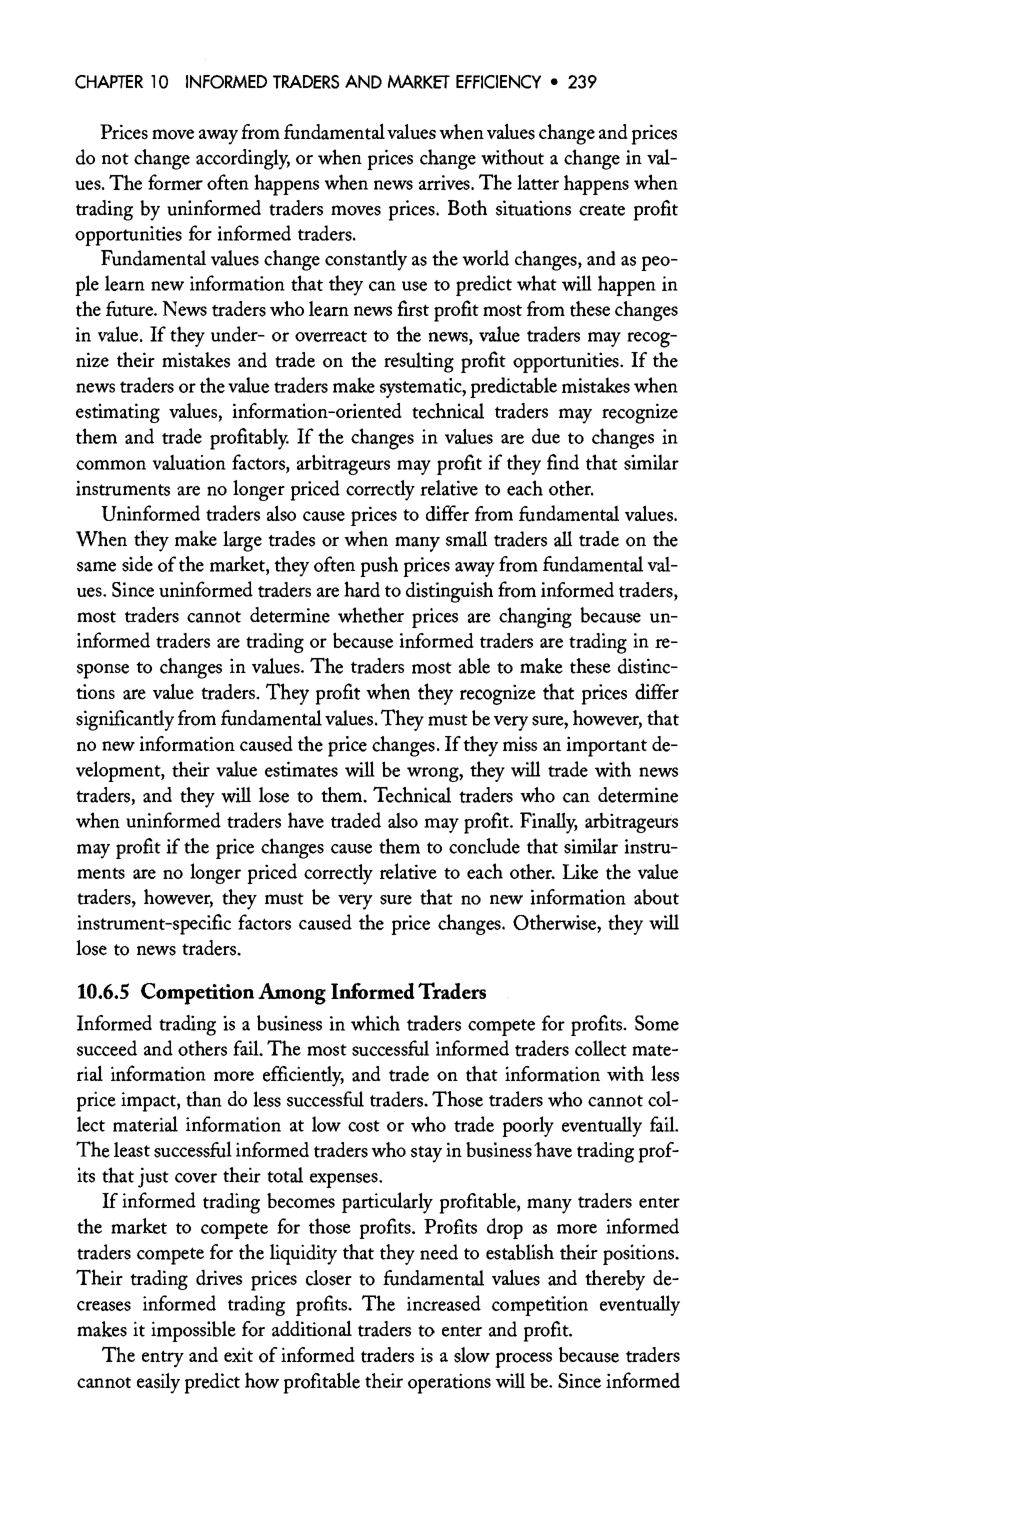 CHAPTER 10 INFORMED TRADERS AND MARKET EFFICIENCY • 239
Prices move away from fundamental values when values change and prices
do not change accordingly, or when prices change without a change in val-
ues. The former often happens when news arrives. The latter happens when
trading by uninformed traders moves prices. Both situations create profit
opportunities for informed traders.
Fundamental values change constantly as the world changes, and as peo-
ple learn new information that they can use to predict what will happen in
the future. News traders who learn news first profit most from these changes
in value. If they under- or overreact to the news, value traders may recog-
nize their mistakes and trade on the resulting profit opportunities. If the
news traders or the value traders make systematic, predictable mistakes when
estimating values, information-oriented technical traders may recognize
them and trade profitably. If the changes in values are due to changes in
common valuation factors, arbitrageurs may profit if they find that similar
instruments are no longer priced correctly relative to each other.
Uninformed traders also cause prices to differ from fundamental values.
When they make large trades or when many small traders all trade on the
same side of the market, they often push prices away from fundamental val-
ues. Since uninformed traders are hard to distinguish from informed traders,
most traders cannot determine whether prices are changing because un-
informed traders are trading or because informed traders are trading in re-
sponse to changes in values. The traders most able to make these distinc-
tions are value traders. They profit when they recognize that prices differ
significantly from fundamental values. They must be very sure, however, that
no new information caused the price changes. If they miss an important de-
velopment, their value estimates will be wrong, they will trade with news
traders, and they will lose to them. Technical traders who can determine
when uninformed traders have traded also may profit. Finally, arbitrageurs
may profit if the price changes cause them to conclude that similar instru-
ments are no longer priced correctly relative to each other. Like the value
traders, however, they must be very sure that no new information about
instrument-specific factors caused the price changes. Otherwise, they will
lose to news traders.
10.6.5 Competition Among Informed Traders
Informed trading is a business in which traders compete for profits. Some
succeed and others fail. The most successful informed traders collect mate-
rial information more efficiently, and trade on that information with less
price impact, than do less successful traders. Those traders who cannot col-
lect material information at low cost or who trade poorly eventually fail.
The least successful informed traders who stay in business have trading prof-
its that just cover their total expenses.
If informed trading becomes particularly profitable, many traders enter
the market to compete for those profits. Profits drop as more informed
traders compete for the liquidity that they need to establish their positions.
Their trading drives prices closer to fundamental values and thereby de-
creases informed trading profits. The increased competition eventually
makes it impossible for additional traders to enter and profit.
The entry and exit of informed traders is a slow process because traders
cannot easily predict how profitable their operations will be. Since informed